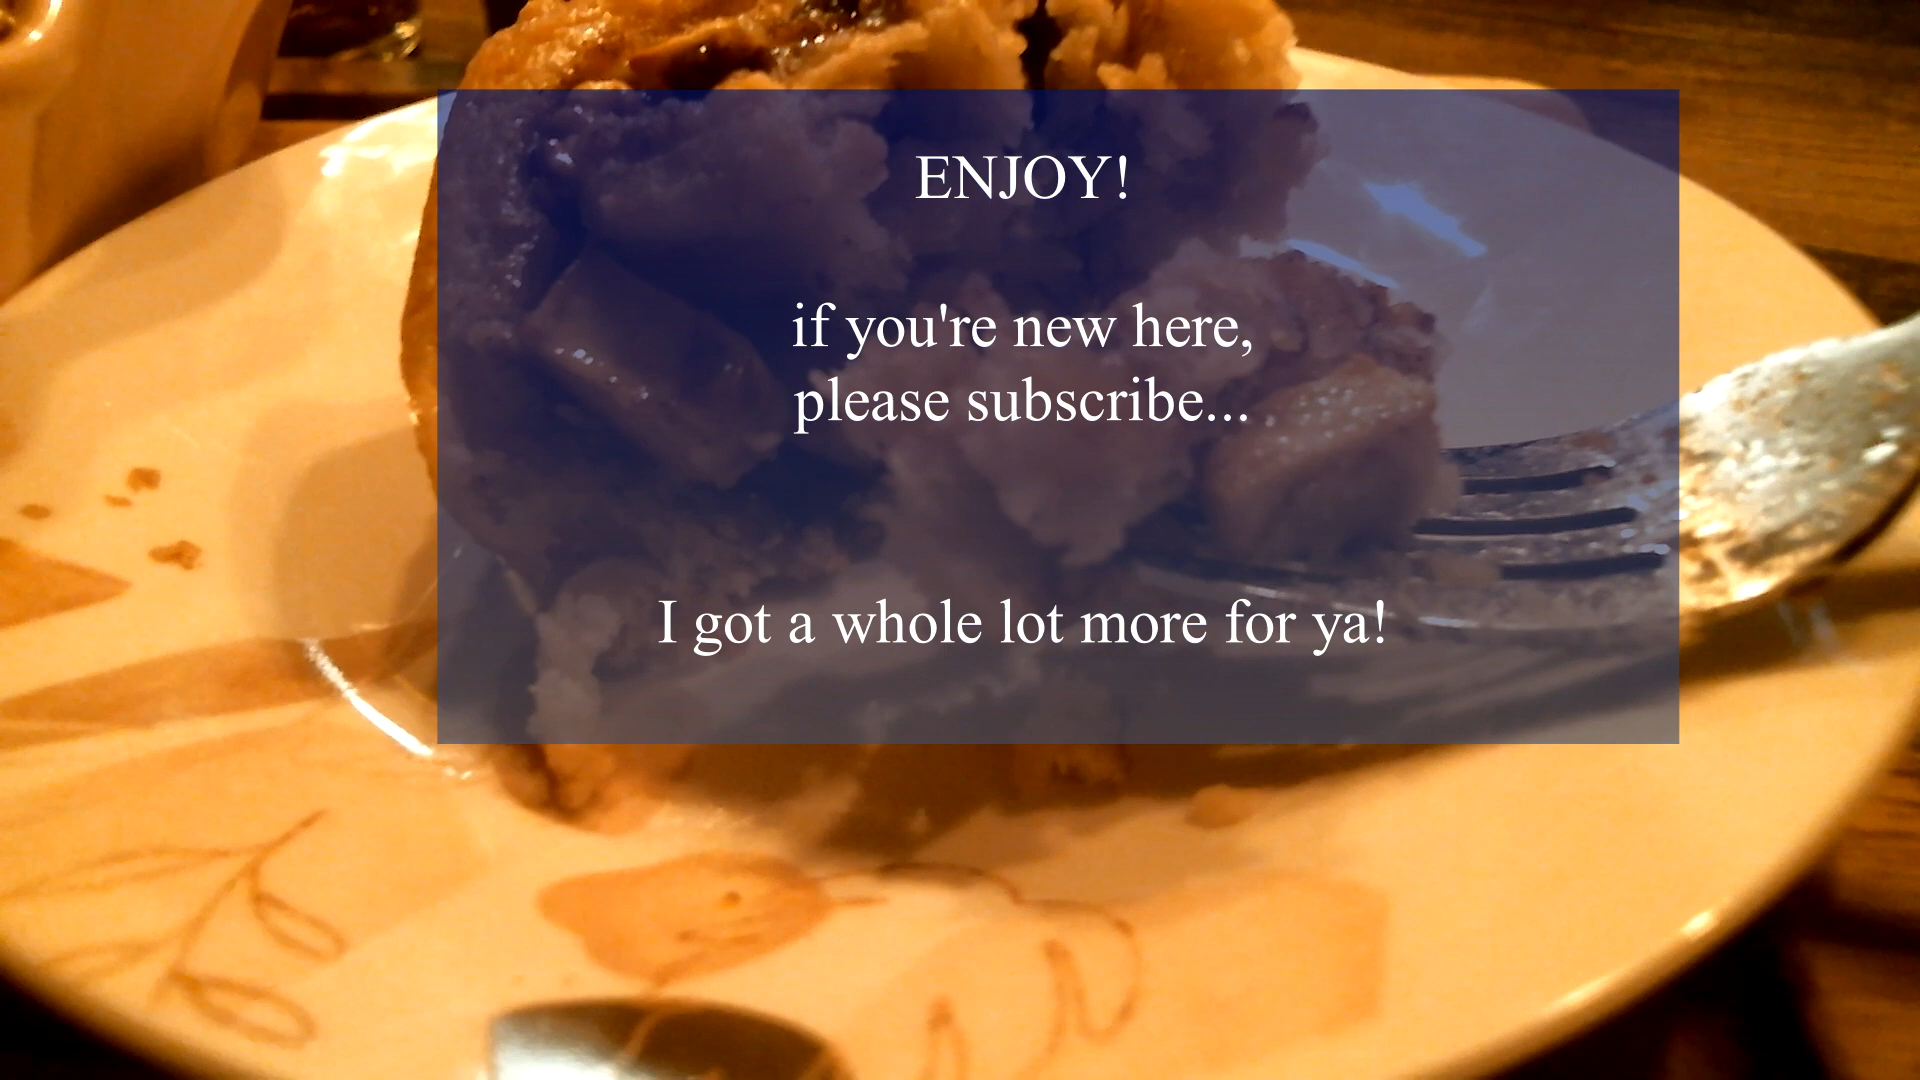 ENJOY!
if you're new here,
please subscribe...
I got a whole lot more for ya!